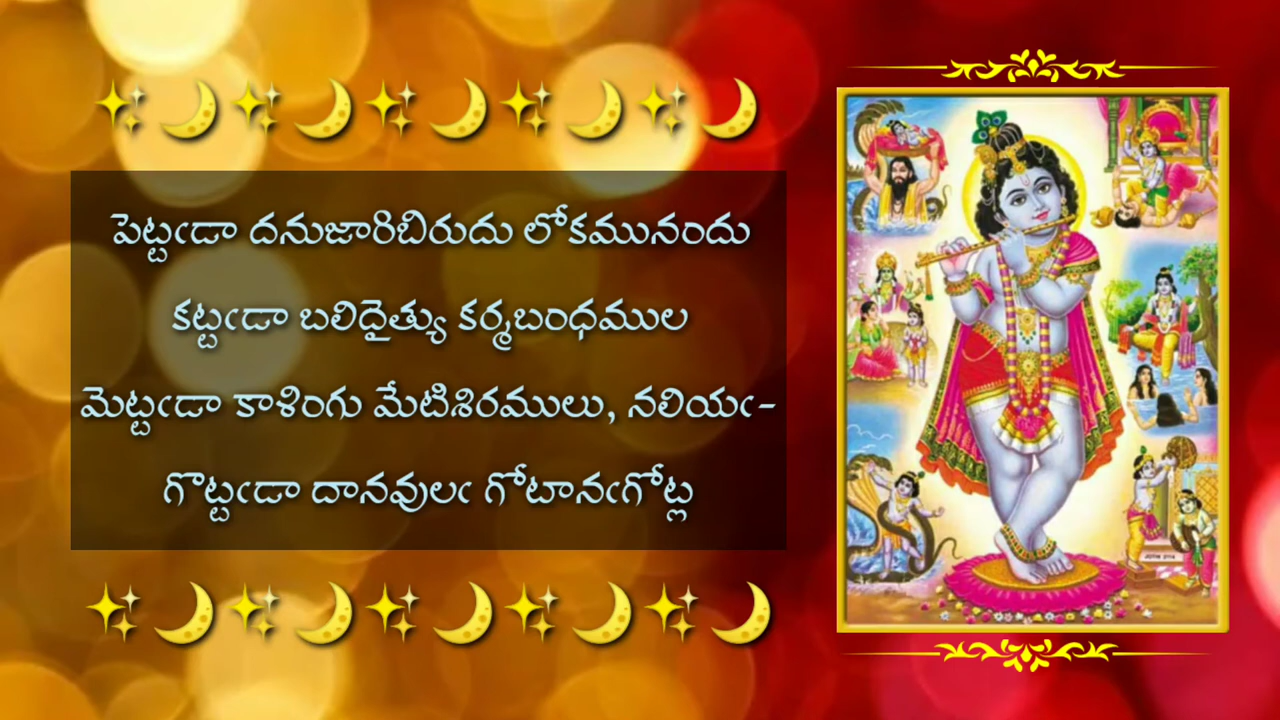 పెట్టఁడా దనుజారిబిరుదు లోకమునందు
కట్టఁడా బలిదైత్యు కర్మబంధముల
మెట్టఁడా కాళింగు మేటిశిరములు, నలియఁ-
గొట్టఁడా దానవులఁ గోటానఁగోట్ల